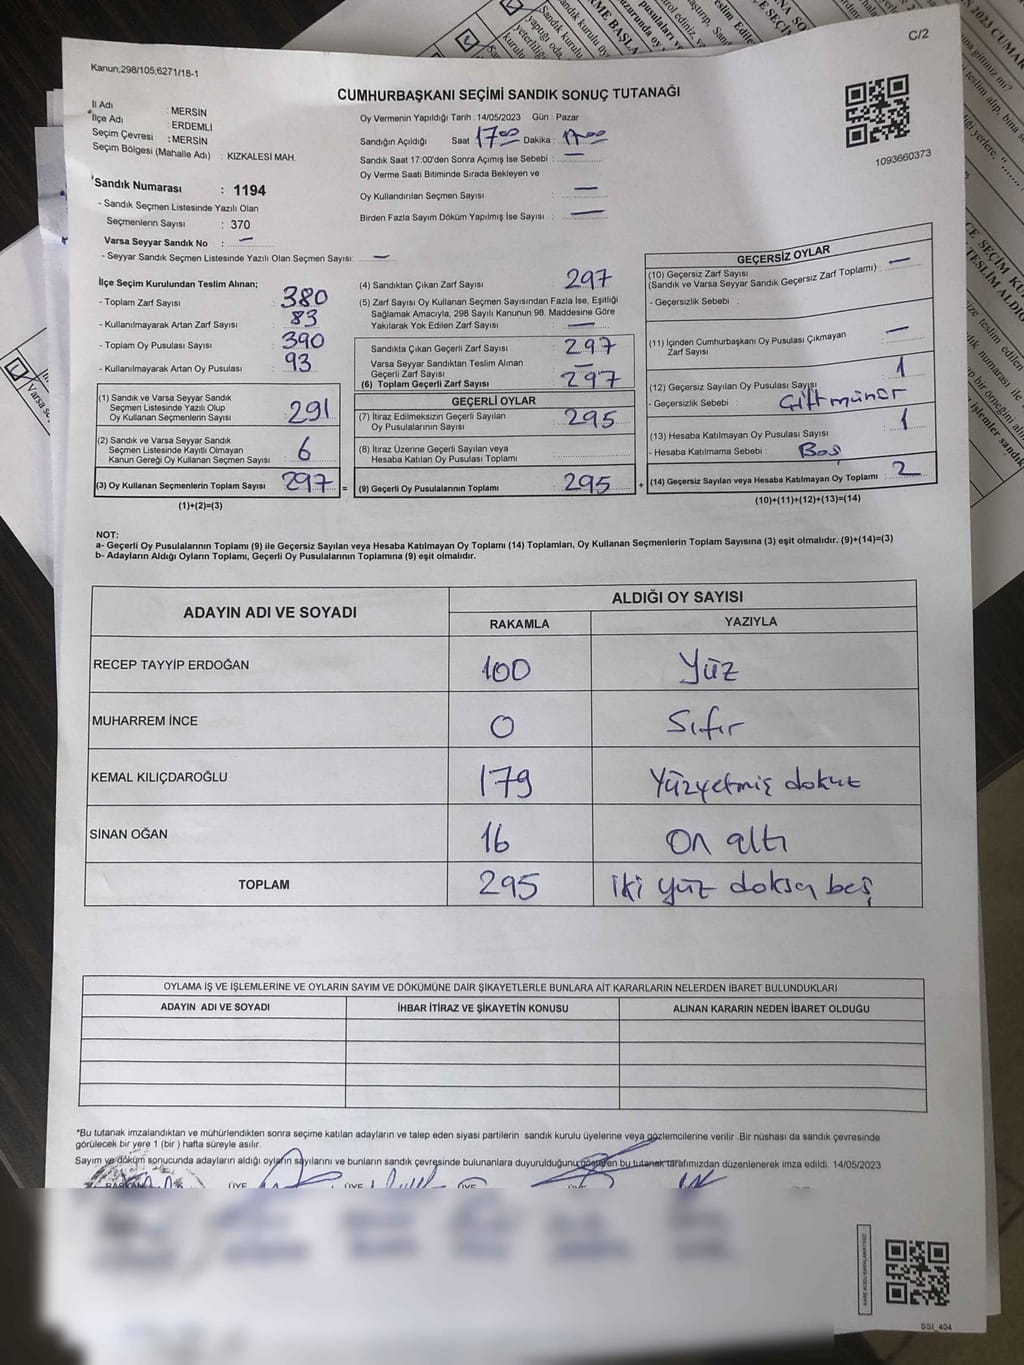 C/2
Kanun;298/105;6271/18-1
CUMHURBAŞKANI SEÇİMİ SANDIK SONUÇ TUTANAĞI
1093660373
İl Adı : MERSİN
*İlçe Adı : ERDEMLİ
Seçim Çevresi : MERSİN
Seçim Bölgesi (Mahalle Adı) : KIZKALESİ MAH.
*Sandık Numarası : 1194
- Sandık Seçmen Listesinde Yazılı Olan
Seçmenlerin Sayısı : 370
Varsa Seyyar Sandık No : —
- Seyyar Sandık Seçmen Listesinde Yazılı Olan Seçmen Sayısı: —
Oy Vermenin Yapıldığı Tarih : 14/05/2023 Gün : Pazar
Sandığın Açıldığı Saat 1700 Dakika : 17:00
Sandık Saat 17:00'den Sonra Açımış İse Sebebi : —
Oy Verme Saati Bitiminde Sırada Bekleyen ve
Oy Kullandırılan Seçmen Sayısı : —
Birden Fazla Sayım Döküm Yapılmış İse Sayısı : —
İlçe Seçim Kurulundan Teslim Alınan;
- Toplam Zarf Sayısı : 380
- Kullanılmayarak Artan Zarf Sayısı : 83
- Toplam Oy Pusulası Sayısı : 390
- Kullanılmayarak Artan Oy Pusulası : 93
(1) Sandık ve Varsa Seyyar Sandık
Seçmen Listesinde Yazılı Olup
Oy Kullanan Seçmenlerin Sayısı : 291
(2) Sandık ve Varsa Seyyar Sandık
Seçmen Listesinde Kayıtlı Olmayan
Kanun Gereği Oy Kullanan Seçmen Sayısı : 6
(3) Oy Kullanan Seçmenlerin Toplam Sayısı : 297 =
(1)+(2)=(3)
(4) Sandıktan Çıkan Zarf Sayısı : 297
(5) Zarf Sayısı Oy Kullanan Seçmen Sayısından Fazla İse, Eşitliği
Sağlamak Amacıyla, 298 Sayılı Kanunun 98. Maddesine Göre
Yakılarak Yok Edilen Zarf Sayısı : —
Sandıkta Çıkan Geçerli Zarf Sayısı : 297
Varsa Seyyar Sandıktan Teslim Alınan
Geçerli Zarf Sayısı : —
(6) Toplam Geçerli Zarf Sayısı : 297
GEÇERLİ OYLAR
(7) İtiraz Edilmeksizin Geçerli Sayılan
Oy Pusulalarının Sayısı : 295
(8) İtiraz Üzerine Geçerli Sayılan veya
Hesaba Katılan Oy Pusulası Toplamı :
(9) Geçerli Oy Pusulalarının Toplamı : 295 +
GEÇERSİZ OYLAR
(10) Geçersiz Zarf Sayısı
(Sandık ve Varsa Seyyar Sandık Geçersiz Zarf Toplamı) : —
- Geçersizlik Sebebi :
(11) İçinden Cumhurbaşkanı Oy Pusulası Çıkmayan
Zarf Sayısı : —
(12) Geçersiz Sayılan Oy Pusulası Sayısı : 1
- Geçersizlik Sebebi : Çift mühür
(13) Hesaba Katılmayan Oy Pusulası Sayısı : 1
- Hesaba Katılmama Sebebi : Boş
(14) Geçersiz Sayılan veya Hesaba Katılmayan Oy Toplamı : 2
(10)+(11)+(12)+(13)=(14)
NOT:
a- Geçerli Oy Pusulalarının Toplamı (9) ile Geçersiz Sayılan veya Hesaba Katılmayan Oy Toplamı (14) Toplamları, Oy Kullanan Seçmenlerin Toplam Sayısına (3) eşit olmalıdır. (9)+(14)=(3)
b- Adayların Aldığı Oyların Toplamı, Geçerli Oy Pusulalarının Toplamına (9) eşit olmalıdır.
ADAYIN ADI VE SOYADI
ALDIĞI OY SAYISI
RAKAMLA YAZIYLA
RECEP TAYYİP ERDOĞAN 100 Yüz
MUHARREM İNCE 0 Sıfır
KEMAL KILIÇDAROĞLU 179 Yüzyetmiş dokuz
SİNAN OĞAN 16 On altı
TOPLAM 295 iki yüz doksan beş
OYLAMA İŞ VE İŞLEMLERİNE VE OYLARIN SAYIM VE DÖKÜMÜNE DAİR ŞİKAYETLERLE BUNLARA AİT KARARLARIN NELERDEN İBARET BULUNDUKLARI
ADAYIN ADI VE SOYADI İHBAR İTİRAZ VE ŞİKAYETİN KONUSU ALINAN KARARIN NEDEN İBARET OLDUĞU
*Bu tutanak imzalandıktan ve mühürlendikten sonra seçime katılan adayların ve talep eden siyasi partilerin sandık kurulu üyelerine veya gözlemcilerine verilir .Bir nüshası da sandık çevresinde
görülecek bir yere 1 (bir ) hafta süreyle asılır.
Sayım ve döküm sonucunda adayların aldığı oyların sayılarını ve bunların sandık çevresinde bulunanlara duyurulduğunu gösteren bu tutanak tarafımızdan düzenlenerek imza edildi. 14/05/2023
BAŞKAN ÜYE ÜYE ÜYE ÜYE
SSİ_404